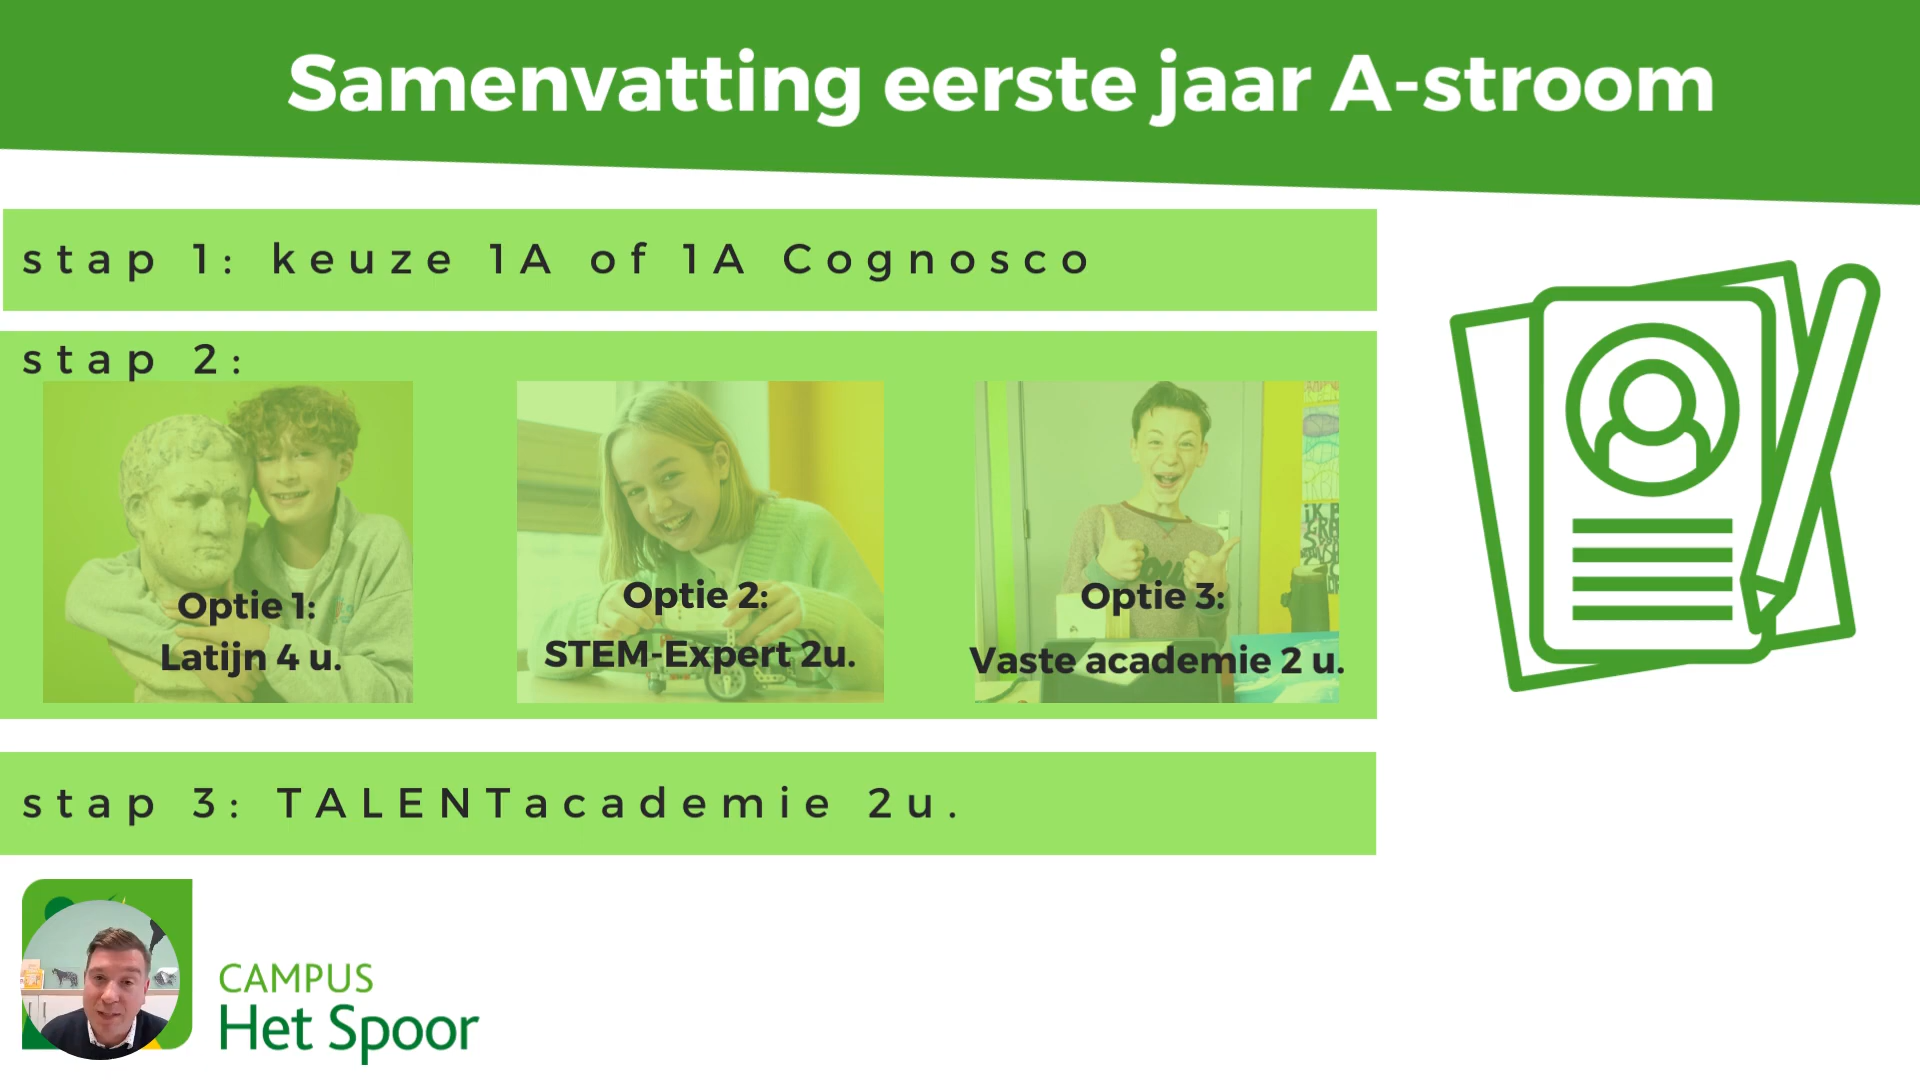 Samenvatting eerste jaar A-stroom
stap 1: keuze 1A of 1A Cognosco
stap 2:
Optie 1:
Latijn 4 u.
Optie 2:
STEM-Expert 2u.
Optie 3:
Vaste academie 2 u.
stap 3: TALENTacademie 2u.
CAMPUS
Het Spoor